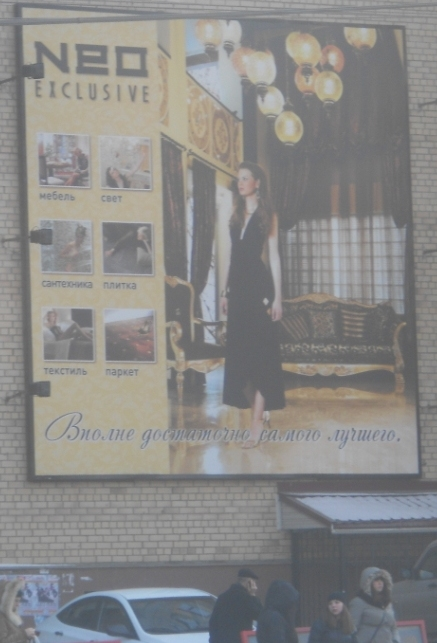 NEO
EXCLUSIVE
мебель свет
сантехника плитка
текстиль паркет
Вполне достаточно самого лучшего.